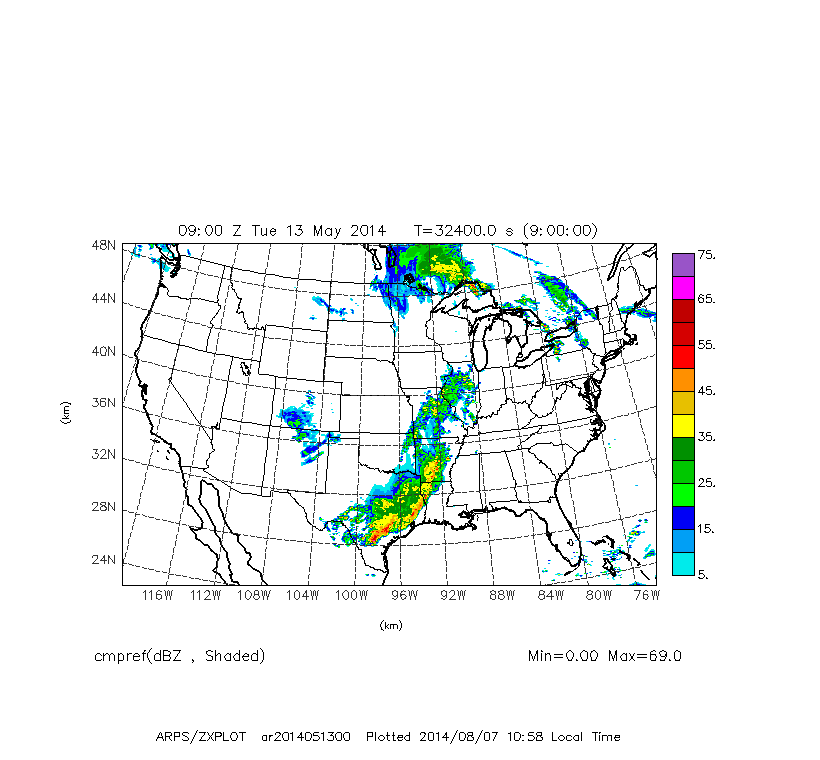 09:00 Z Tue 13 May 2014 T=32400.0 s (9:00:00)
48N
44N
40N
36N
32N
28N
24N
(km)
75.
65.
55.
45.
35.
25.
15.
5.
116W 112W 108W 104W 100W 96W 92W 88W 84W 80W 76W
(km)
cmpref(dBZ , Shaded) Min=0.00 Max=69.0
ARPS/ZXPLOT ar2014051300 Plotted 2014/08/07 10:58 Local Time